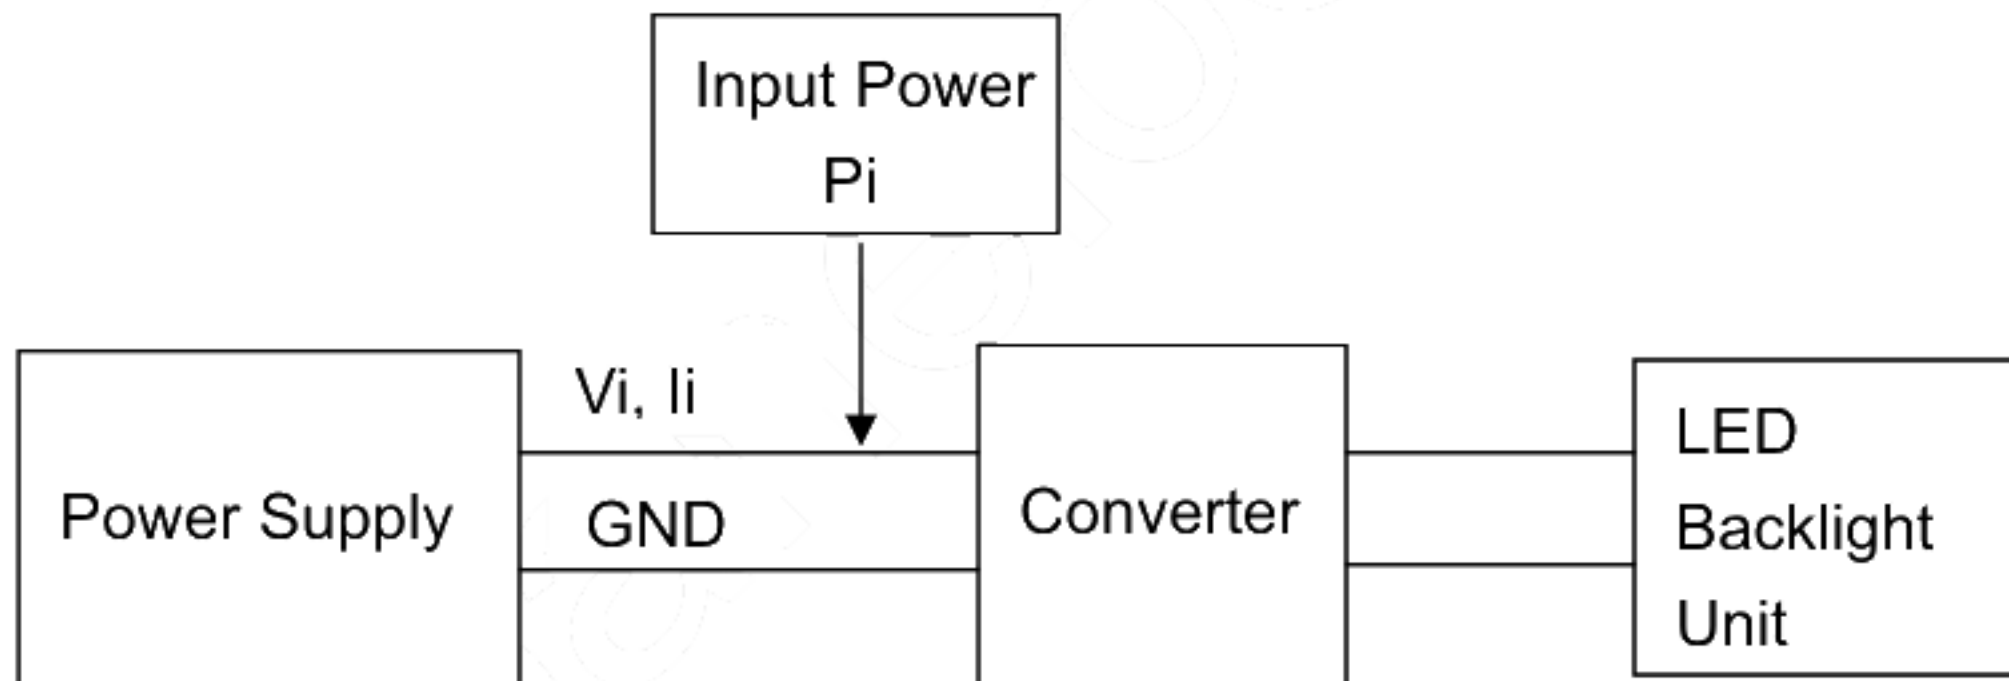 Input Power
Pi
Vi, Ii
Power Supply
GND
Converter
LED
Backlight
Unit